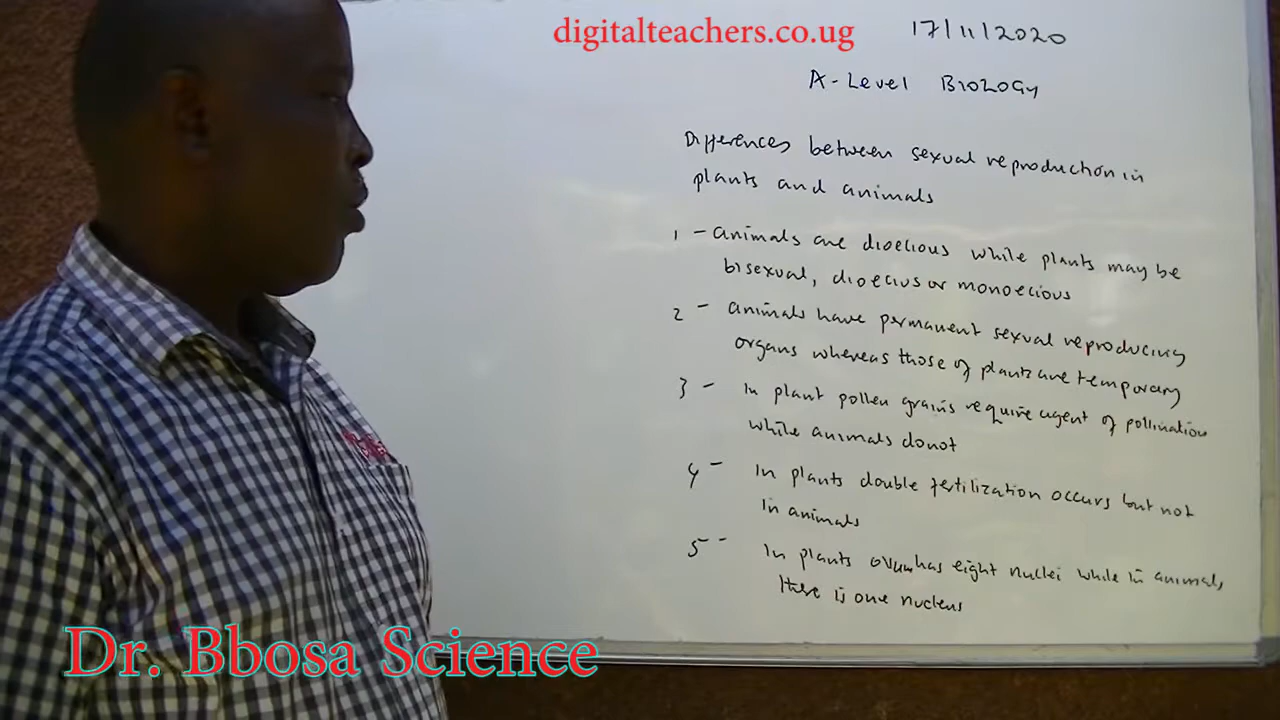 digitalteachers.co.ug
17/11/2020
A-Level BIOLOGY
Differences between sexual reproduction in
plants and animals
1 - animals are dioecious while plants may be
bisexual, dioecius or monoecious
2 - animals have permanent sexual reproducing
organs whereas those of plants are temporary
3 - In plant pollen grains require agent of pollination
while animals donot
4 - In plants double fertilization occurs but not
in animals
5 - In plants ovum has eight nuclei while in animals
there is one nucleus
Dr. Bbosa Science